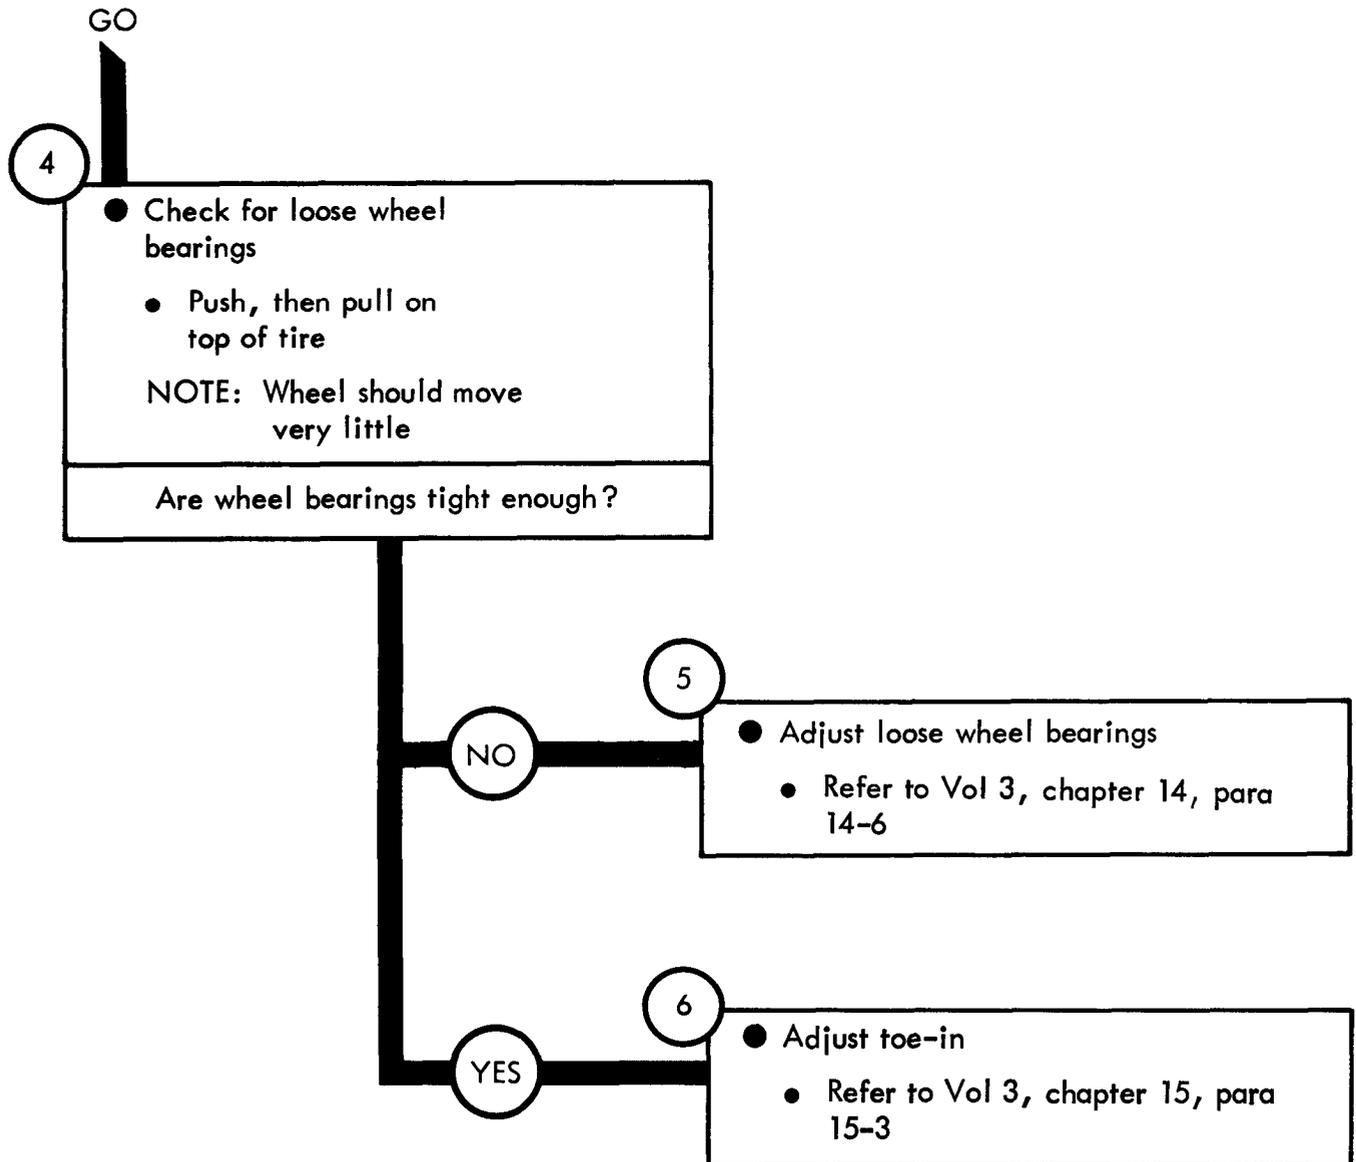 GO
4
● Check for loose wheel
bearings
● Push, then pull on
top of tire
NOTE: Wheel should move
very little
Are wheel bearings tight enough?
NO
5
● Adjust loose wheel bearings
● Refer to Vol 3, chapter 14, para
14-6
YES
6
● Adjust toe-in
● Refer to Vol 3, chapter 15, para
15-3